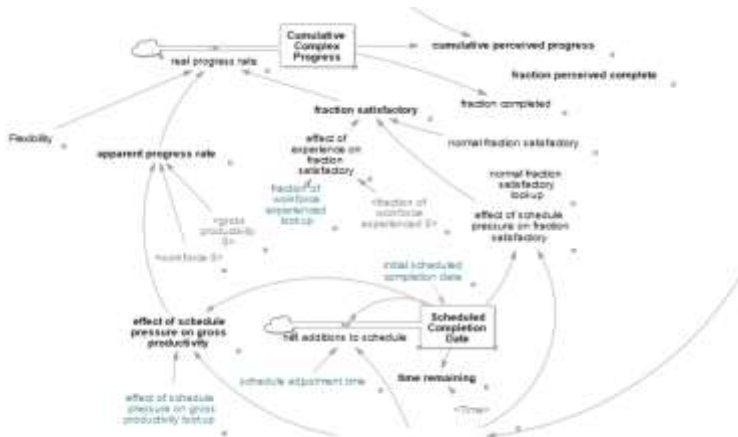 Cumulative
Complex
Progress
real progress rate
cumulative perceived progress
fraction perceived complete
fraction completed
fraction satisfactory
Flexibility
normal fraction satisfactory
effect of
experience on
fraction
satisfactory
apparent progress rate
normal fraction
satisfactory
lookup
fraction of
workforce
experienced
lookup
<fraction of
workforce
experienced S>
effect of schedule
pressure on fraction
satisfactory
<gross
productivity
S>
<workforce S>
initial scheduled
completion date
effect of schedule
pressure on gross
productivity
net additions to schedule
Scheduled
Completion
Date
schedule adjustment time
time remaining
effect of schedule
pressure on gross
productivity lookup
<Time>